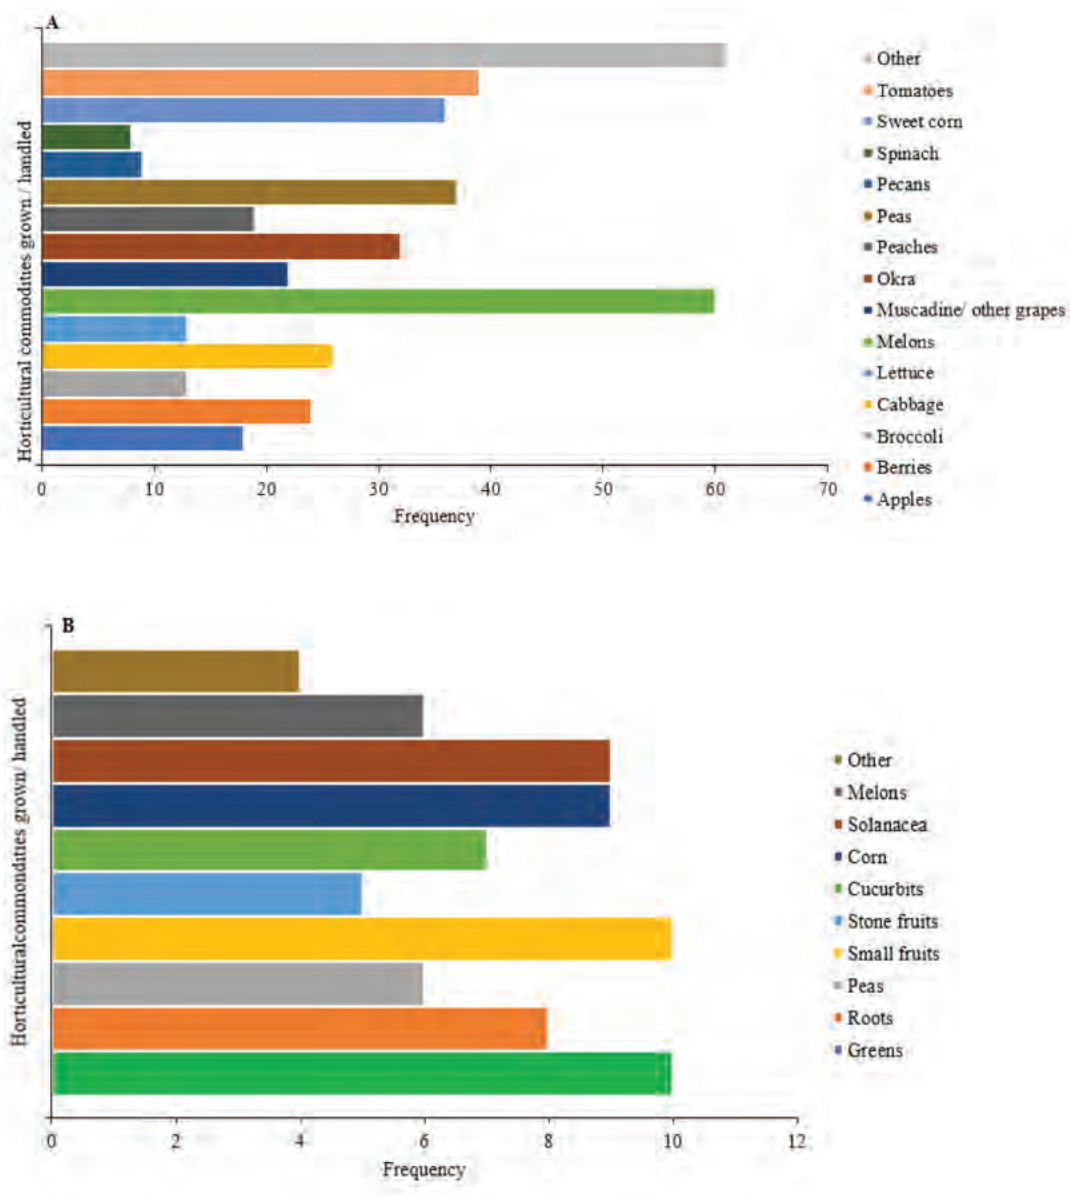 A
Horticultural commodities grown / handled
Other
Tomatoes
Sweet corn
Spinach
Pecans
Peas
Peaches
Okra
Muscadine/ other grapes
Melons
Lettuce
Cabbage
Broccoli
Berries
Apples
0 10 20 30 40 50 60 70
Frequency
B
Horticulturalcommondities grown/ handled
Other
Melons
Solanacea
Corn
Cucurbits
Stone fruits
Small fruits
Peas
Roots
Greens
0 2 4 6 8 10 12
Frequency